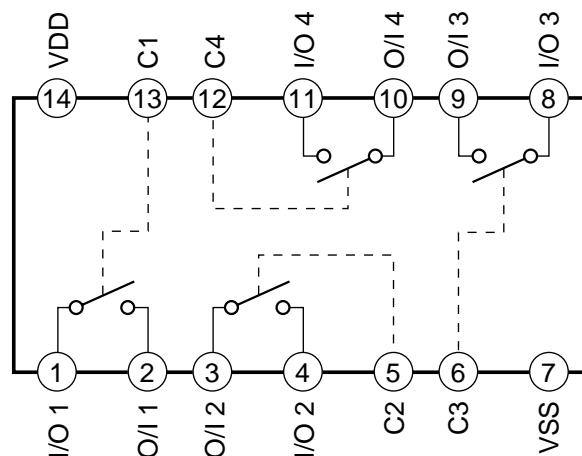 VDD C1 C4 I/O 4 O/I 4 O/I 3 I/O 3
14 13 12 11 10 9 8
1 2 3 4 5 6 7
I/O 1 O/I 1 O/I 2 I/O 2 C2 C3 VSS